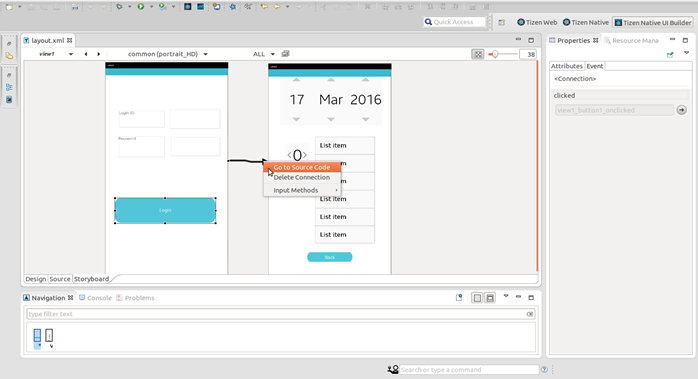 Quick Access
Tizen Web
Tizen Native
Tizen Native UI Builder
layout.xml
view1
common (portrait_HD)
ALL
38
Login ID:
Password
Login
17 Mar 2016
0
List item
List item
List item
List item
List item
Back
Go to Source Code
Delete Connection
Input Methods
Design Source Storyboard
Properties
Resource Mana
Attributes Event
<Connection>
clicked
view1_button1_onclicked
Navigation
Console
Problems
type filter text
Search or type a command